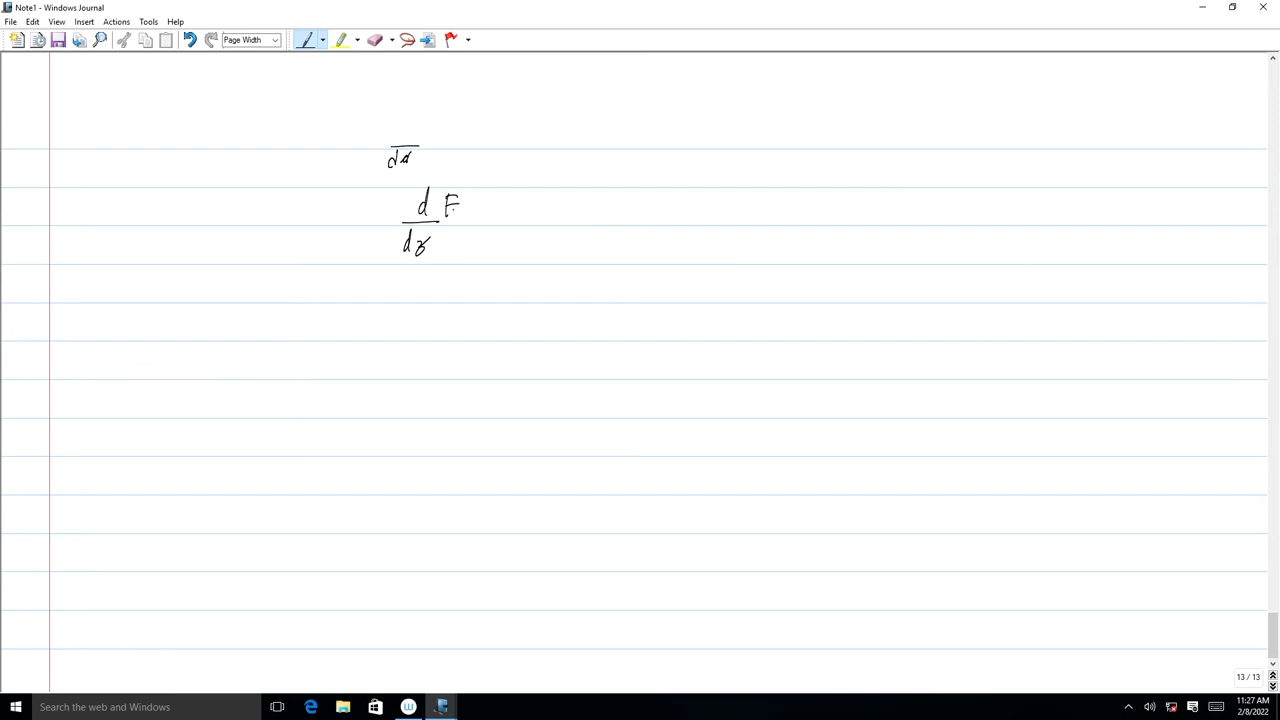 Note1 - Windows Journal
File Edit View Insert Actions Tools Help
Page Width
d
d F
dz
13 / 13
Search the web and Windows
11:27 AM
2/8/2022